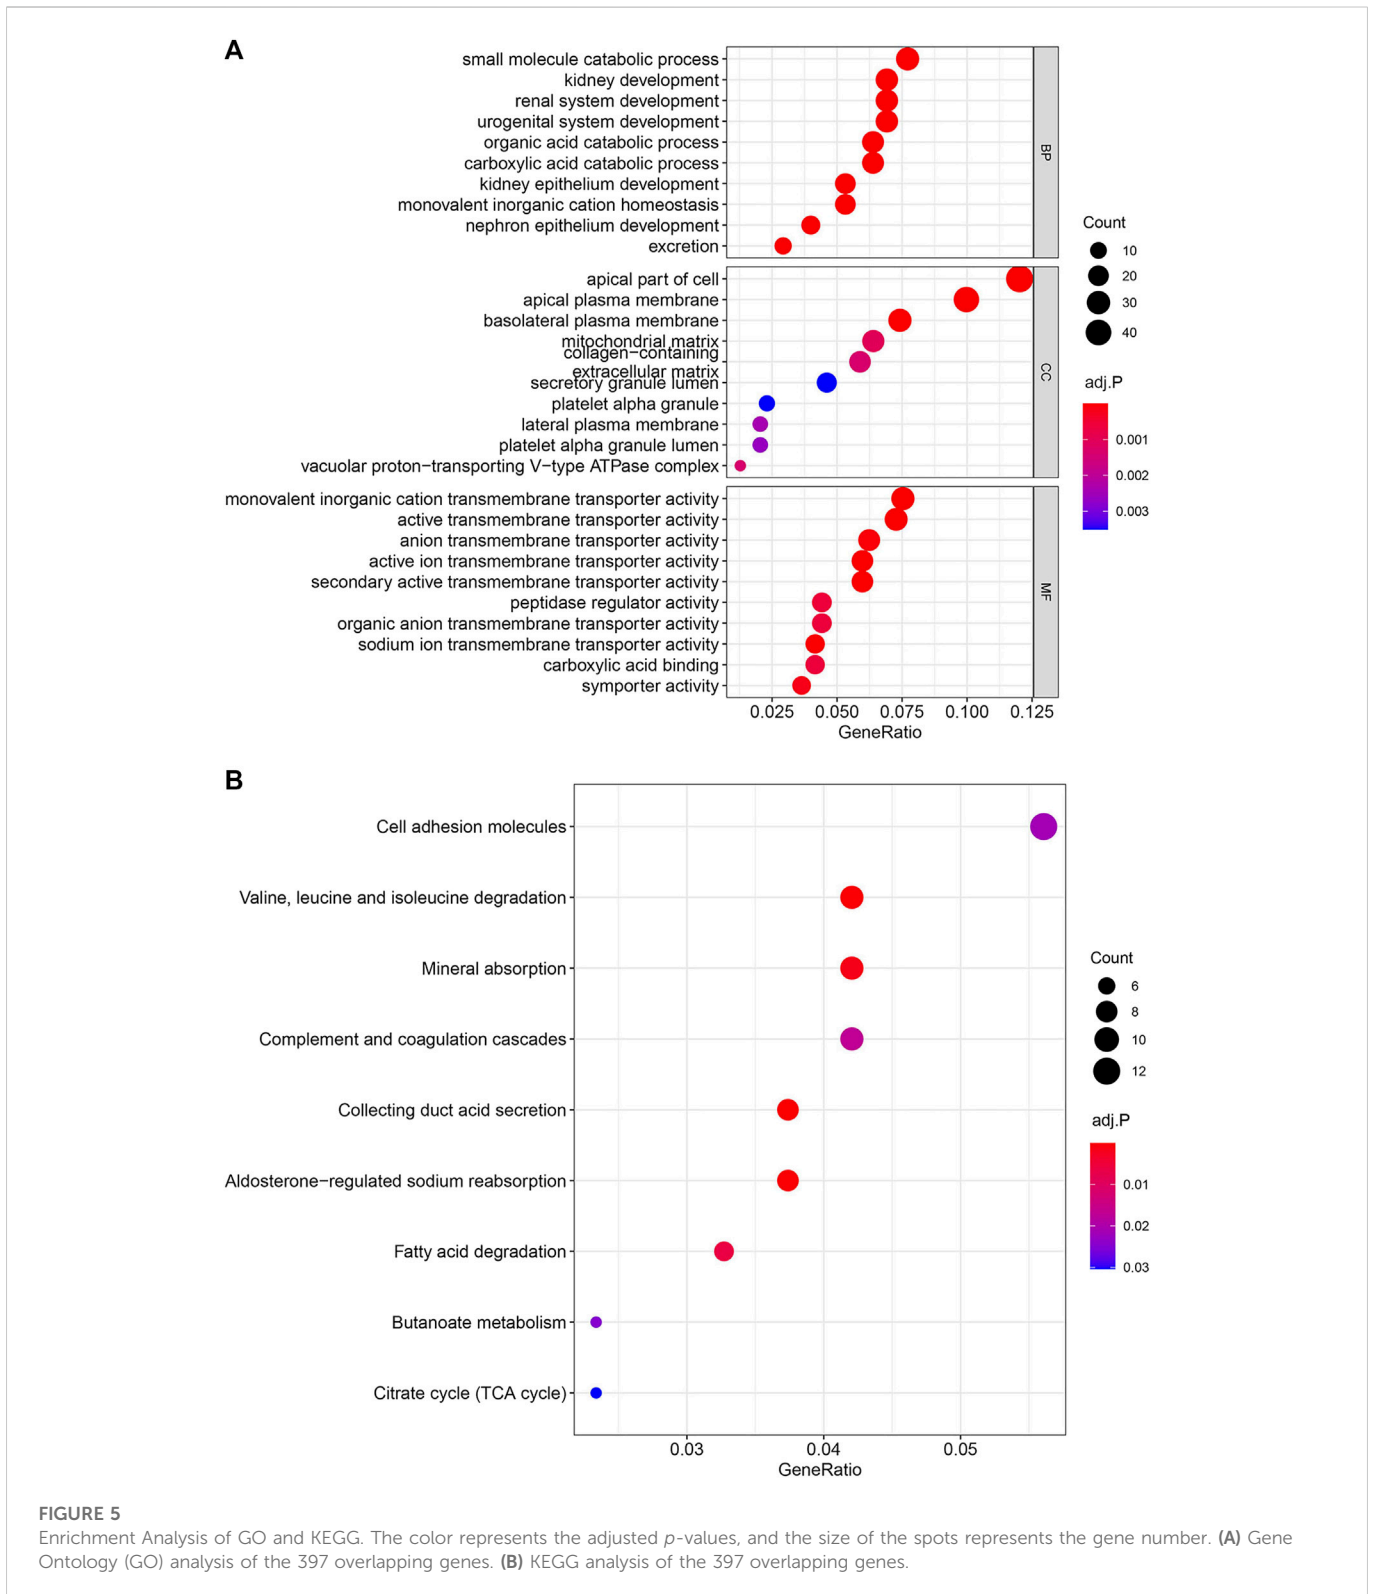 A
small molecule catabolic process
kidney development
renal system development
urogenital system development
organic acid catabolic process
carboxylic acid catabolic process
kidney epithelium development
monovalent inorganic cation homeostasis
nephron epithelium development
excretion
BP
apical part of cell
apical plasma membrane
basolateral plasma membrane
mitochondrial matrix
collagen−containing
extracellular matrix
secretory granule lumen
platelet alpha granule
lateral plasma membrane
platelet alpha granule lumen
vacuolar proton−transporting V−type ATPase complex
CC
monovalent inorganic cation transmembrane transporter activity
active transmembrane transporter activity
anion transmembrane transporter activity
active ion transmembrane transporter activity
secondary active transmembrane transporter activity
peptidase regulator activity
organic anion transmembrane transporter activity
sodium ion transmembrane transporter activity
carboxylic acid binding
symporter activity
MF
0.025 0.050 0.075 0.100 0.125
GeneRatio
Count
10
20
30
40
adj.P
0.001
0.002
0.003
B
Cell adhesion molecules
Valine, leucine and isoleucine degradation
Mineral absorption
Complement and coagulation cascades
Collecting duct acid secretion
Aldosterone−regulated sodium reabsorption
Fatty acid degradation
Butanoate metabolism
Citrate cycle (TCA cycle)
0.03 0.04 0.05
GeneRatio
Count
6
8
10
12
adj.P
0.01
0.02
0.03
FIGURE 5
Enrichment Analysis of GO and KEGG. The color represents the adjusted p-values, and the size of the spots represents the gene number. (A) Gene
Ontology (GO) analysis of the 397 overlapping genes. (B) KEGG analysis of the 397 overlapping genes.